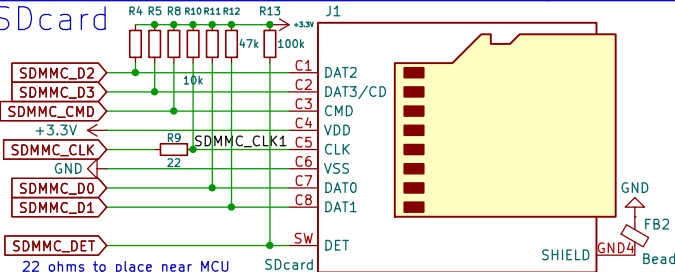 SDcard
R4 R5 R8 R10 R11 R12 R13
+3.3V
J1
47k
100k
10k
SDMMC_D2
C1
DAT2
SDMMC_D3
C2
DAT3/CD
SDMMC_CMD
C3
CMD
+3.3V
C4
VDD
SDMMC_CLK
R9
22
SDMMC_CLK1
C5
CLK
GND
C6
VSS
SDMMC_D0
C7
DAT0
SDMMC_D1
C8
DAT1
SDMMC_DET
SW
DET
GND
FB2
Bead
GND4
SHIELD
22 ohms to place near MCU
SDcard